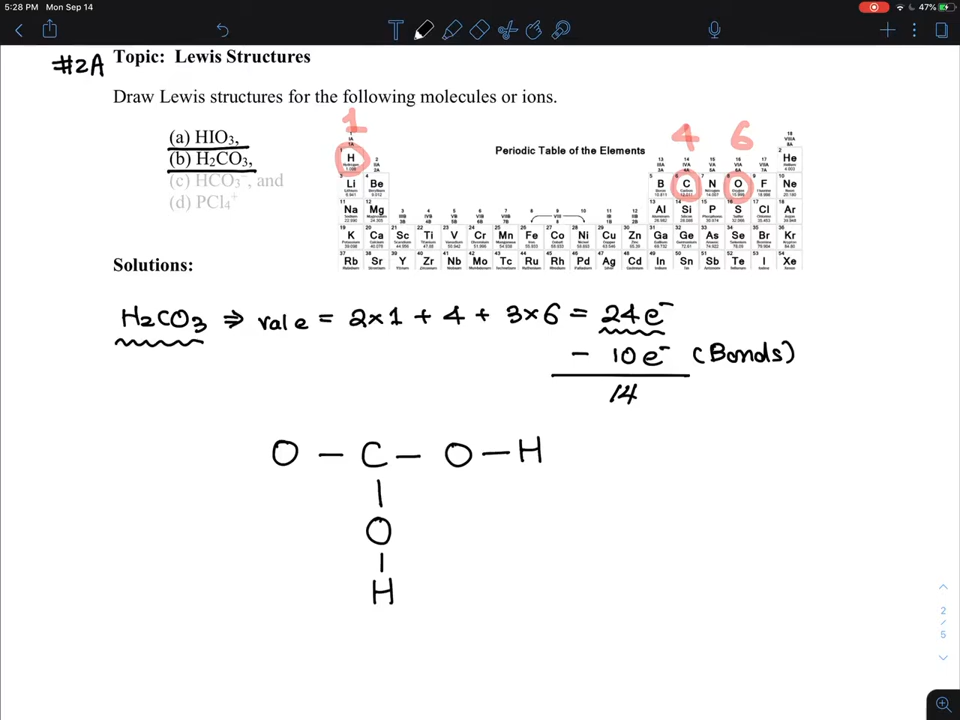 5:28 PM Mon Sep 14
47%
#2A Topic: Lewis Structures
Draw Lewis structures for the following molecules or ions.
(a) HIO3,
(b) H2CO3,
(c) HCO3-, and
(d) PCl4+
Periodic Table of the Elements
1 4 6
H He
Li Be B C N O F Ne
Na Mg Al Si P S Cl Ar
K Ca Sc Ti V Cr Mn Fe Co Ni Cu Zn Ga Ge As Se Br Kr
Rb Sr Y Zr Nb Mo Tc Ru Rh Pd Ag Cd In Sn Sb Te I Xe
Solutions:
H2CO3 ⇒ val e = 2×1 + 4 + 3×6 = 24e-
- 10e- (Bonds)
14
O - C - O - H
O
H
2
/
5